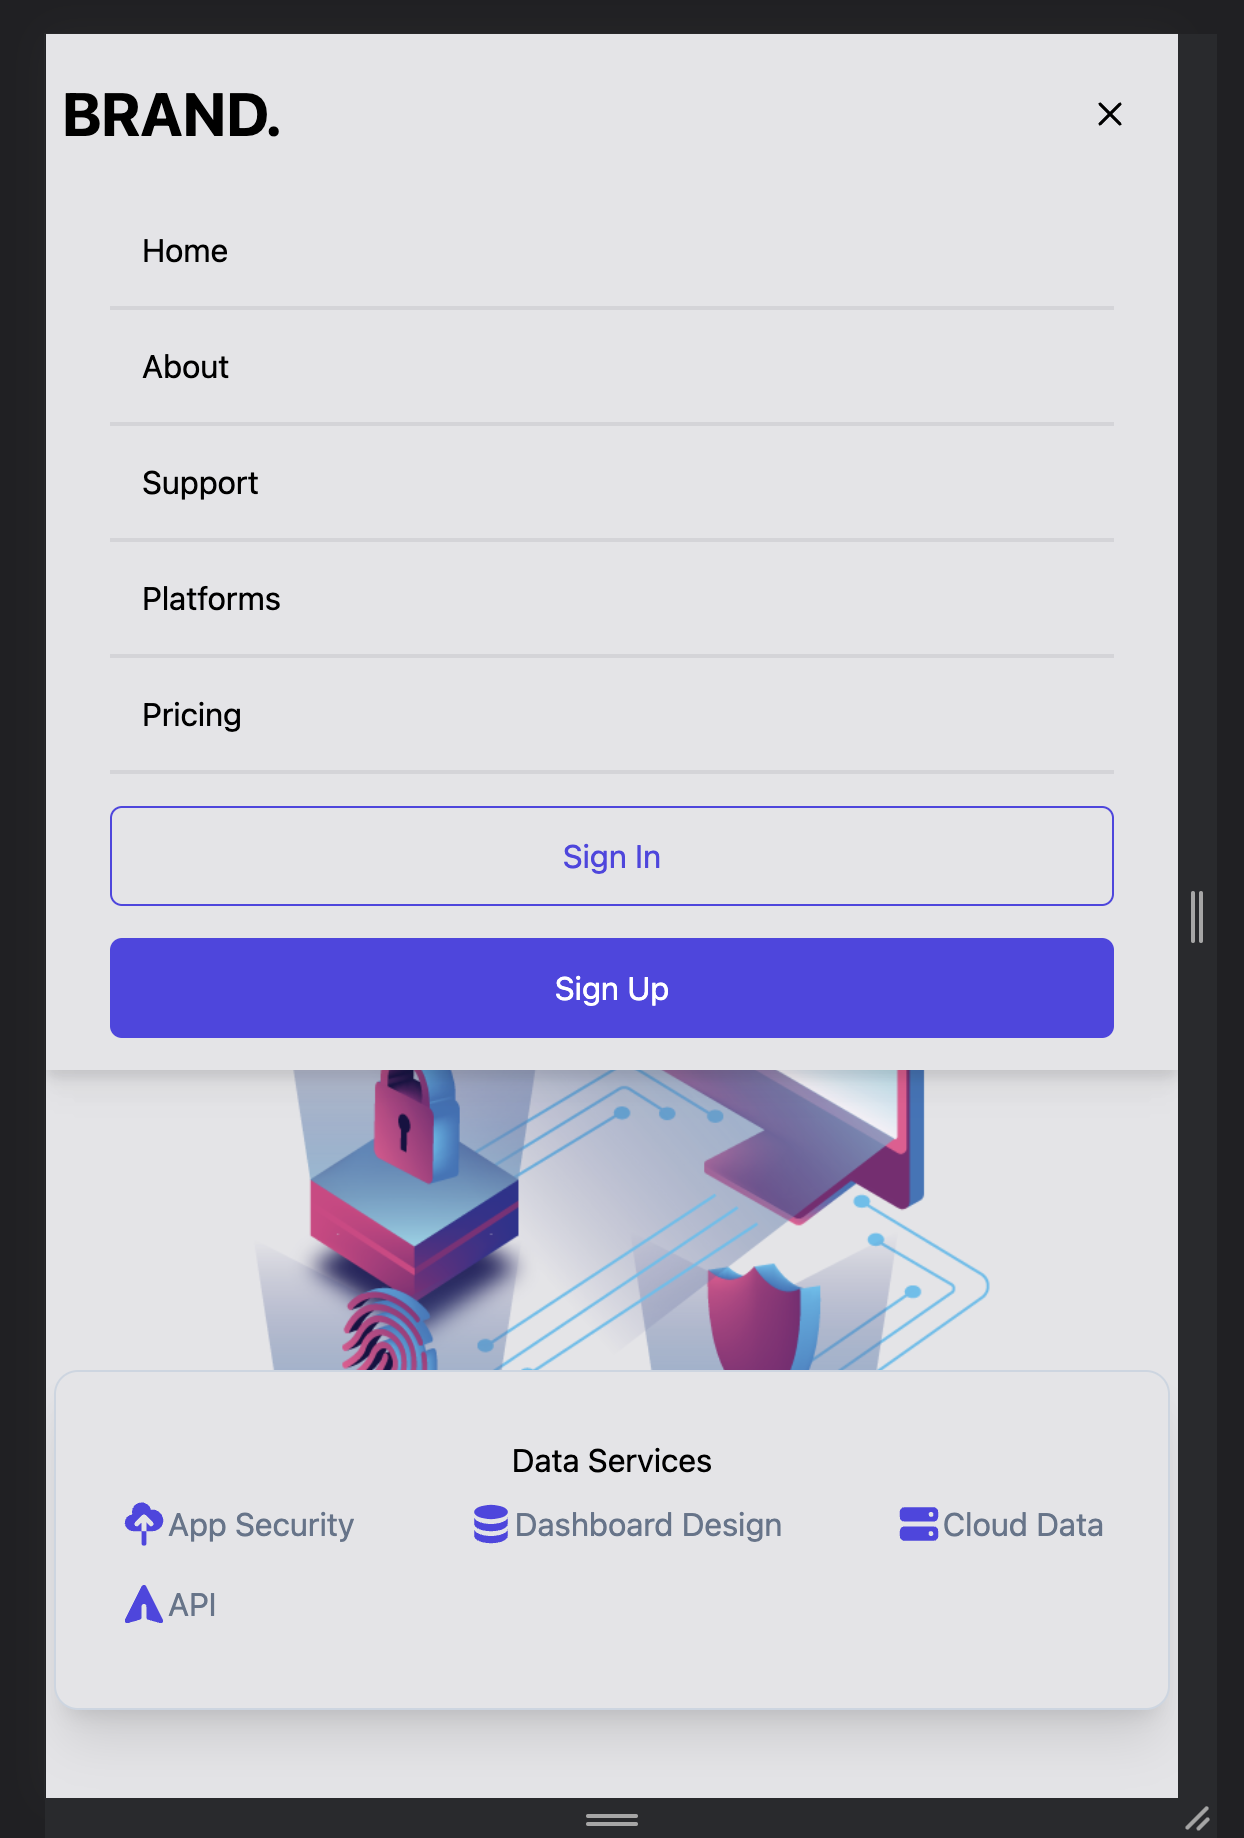 BRAND.
Home
About
Support
Platforms
Pricing
Sign In
Sign Up
Data Services
App Security Dashboard Design Cloud Data
API